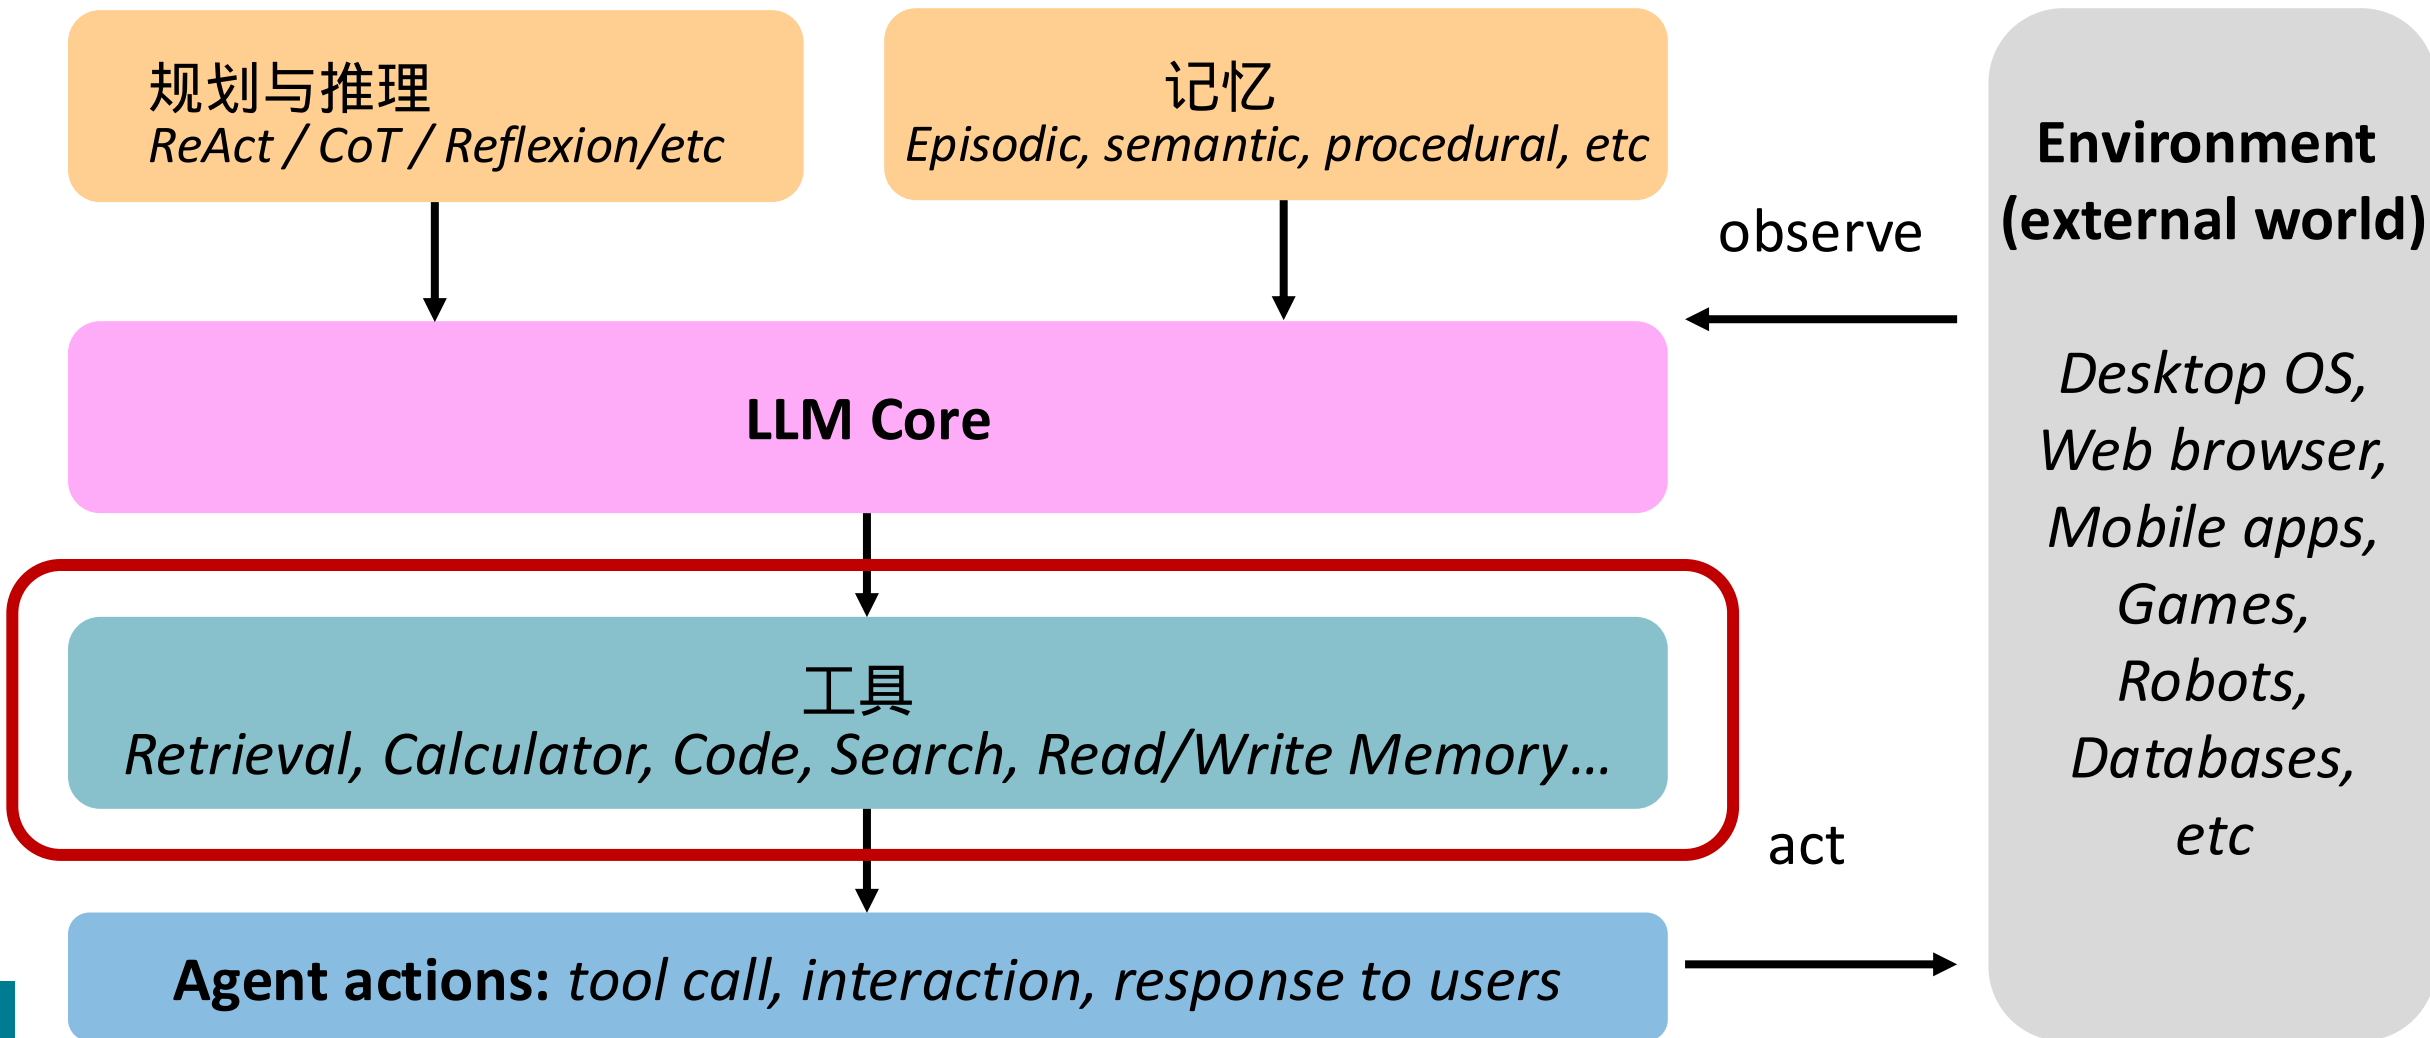 规划与推理
ReAct / CoT / Reflexion/etc
记忆
Episodic, semantic, procedural, etc
observe
LLM Core
工具
Retrieval, Calculator, Code, Search, Read/Write Memory...
act
Agent actions: tool call, interaction, response to users
Environment
(external world)
Desktop OS,
Web browser,
Mobile apps,
Games,
Robots,
Databases,
etc